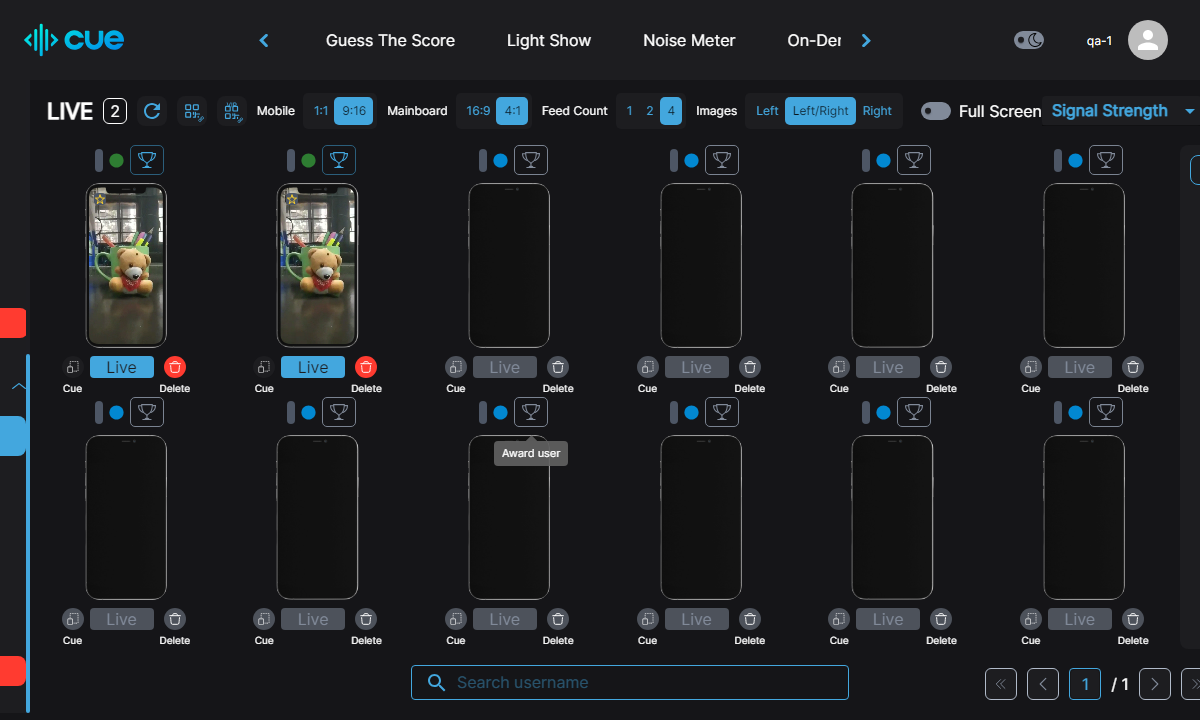 cue
Guess The Score
Light Show
Noise Meter
On-Der
qa-1
LIVE 2
Mobile 1:1 9:16
Mainboard 16:9 4:1
Feed Count 1 2 4
Images Left Left/Right Right
Full Screen
Signal Strength
Live Live Live Live Live Live
Cue Delete Cue Delete Cue Delete Cue Delete Cue Delete Cue Delete
Award user
Live Live Live Live Live Live
Cue Delete Cue Delete Cue Delete Cue Delete Cue Delete Cue Delete
Search username
1 / 1